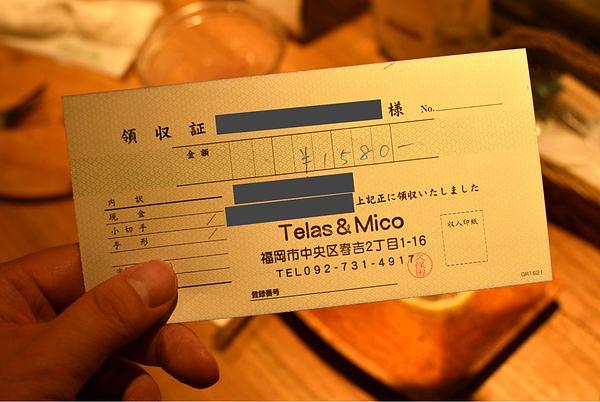 領収証 様 No.
金額 ¥1580-
内訳
現金
小切手
手形
上記正に領収いたしました
Telas & Mico
福岡市中央区春吉2丁目1-16
TEL092-731-4917
収入印紙
登録番号
GR1621